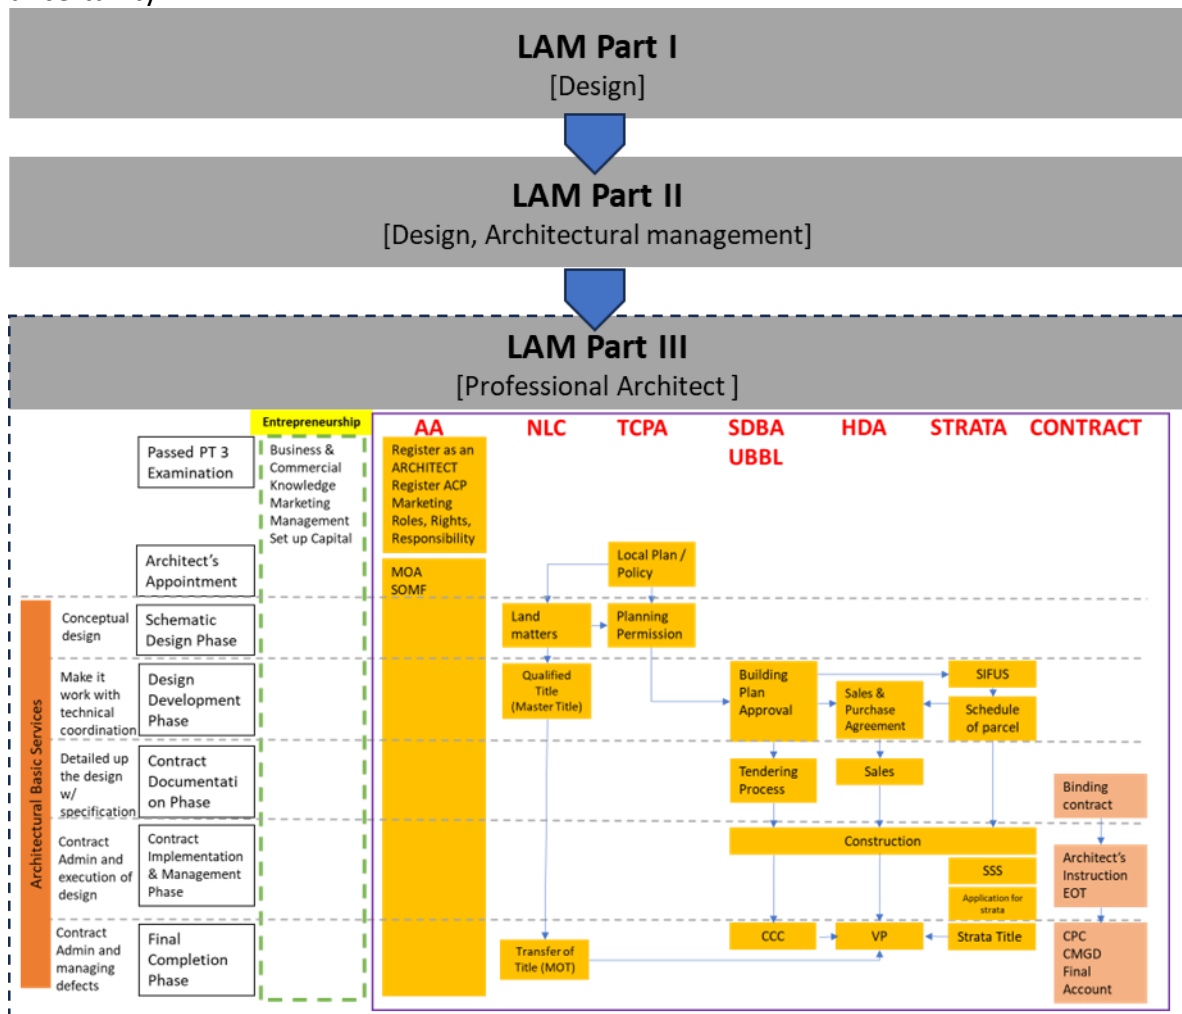 LAM Part I
[Design]
LAM Part II
[Design, Architectural management]
LAM Part III
[Professional Architect ]
Entrepreneurship
AA
NLC
TCPA
SDBA
UBBL
HDA
STRATA
CONTRACT
Passed PT 3
Examination
Business &
Commercial
Knowledge
Marketing
Management
Set up Capital
Register as an
ARCHITECT
Register ACP
Marketing
Roles, Rights,
Responsibility
Architect's
Appointment
MOA
SOMF
Local Plan /
Policy
Architectural Basic Services
Conceptual
design
Schematic
Design Phase
Land
matters
Planning
Permission
Make it
work with
technical
coordination
Design
Development
Phase
Qualified
Title
(Master Title)
Building
Plan
Approval
Sales &
Purchase
Agreement
SIFUS
Schedule
of parcel
Detailed up
the design
w/
specification
Contract
Documentati
on Phase
Tendering
Process
Sales
Binding
contract
Contract
Admin and
execution of
design
Contract
Implementation
& Management
Phase
Construction
SSS
Application for
strata
Architect's
Instruction
EOT
Contract
Admin and
managing
defects
Final
Completion
Phase
Transfer of
Title (MOT)
CCC
VP
Strata Title
CPC
CMGD
Final
Account